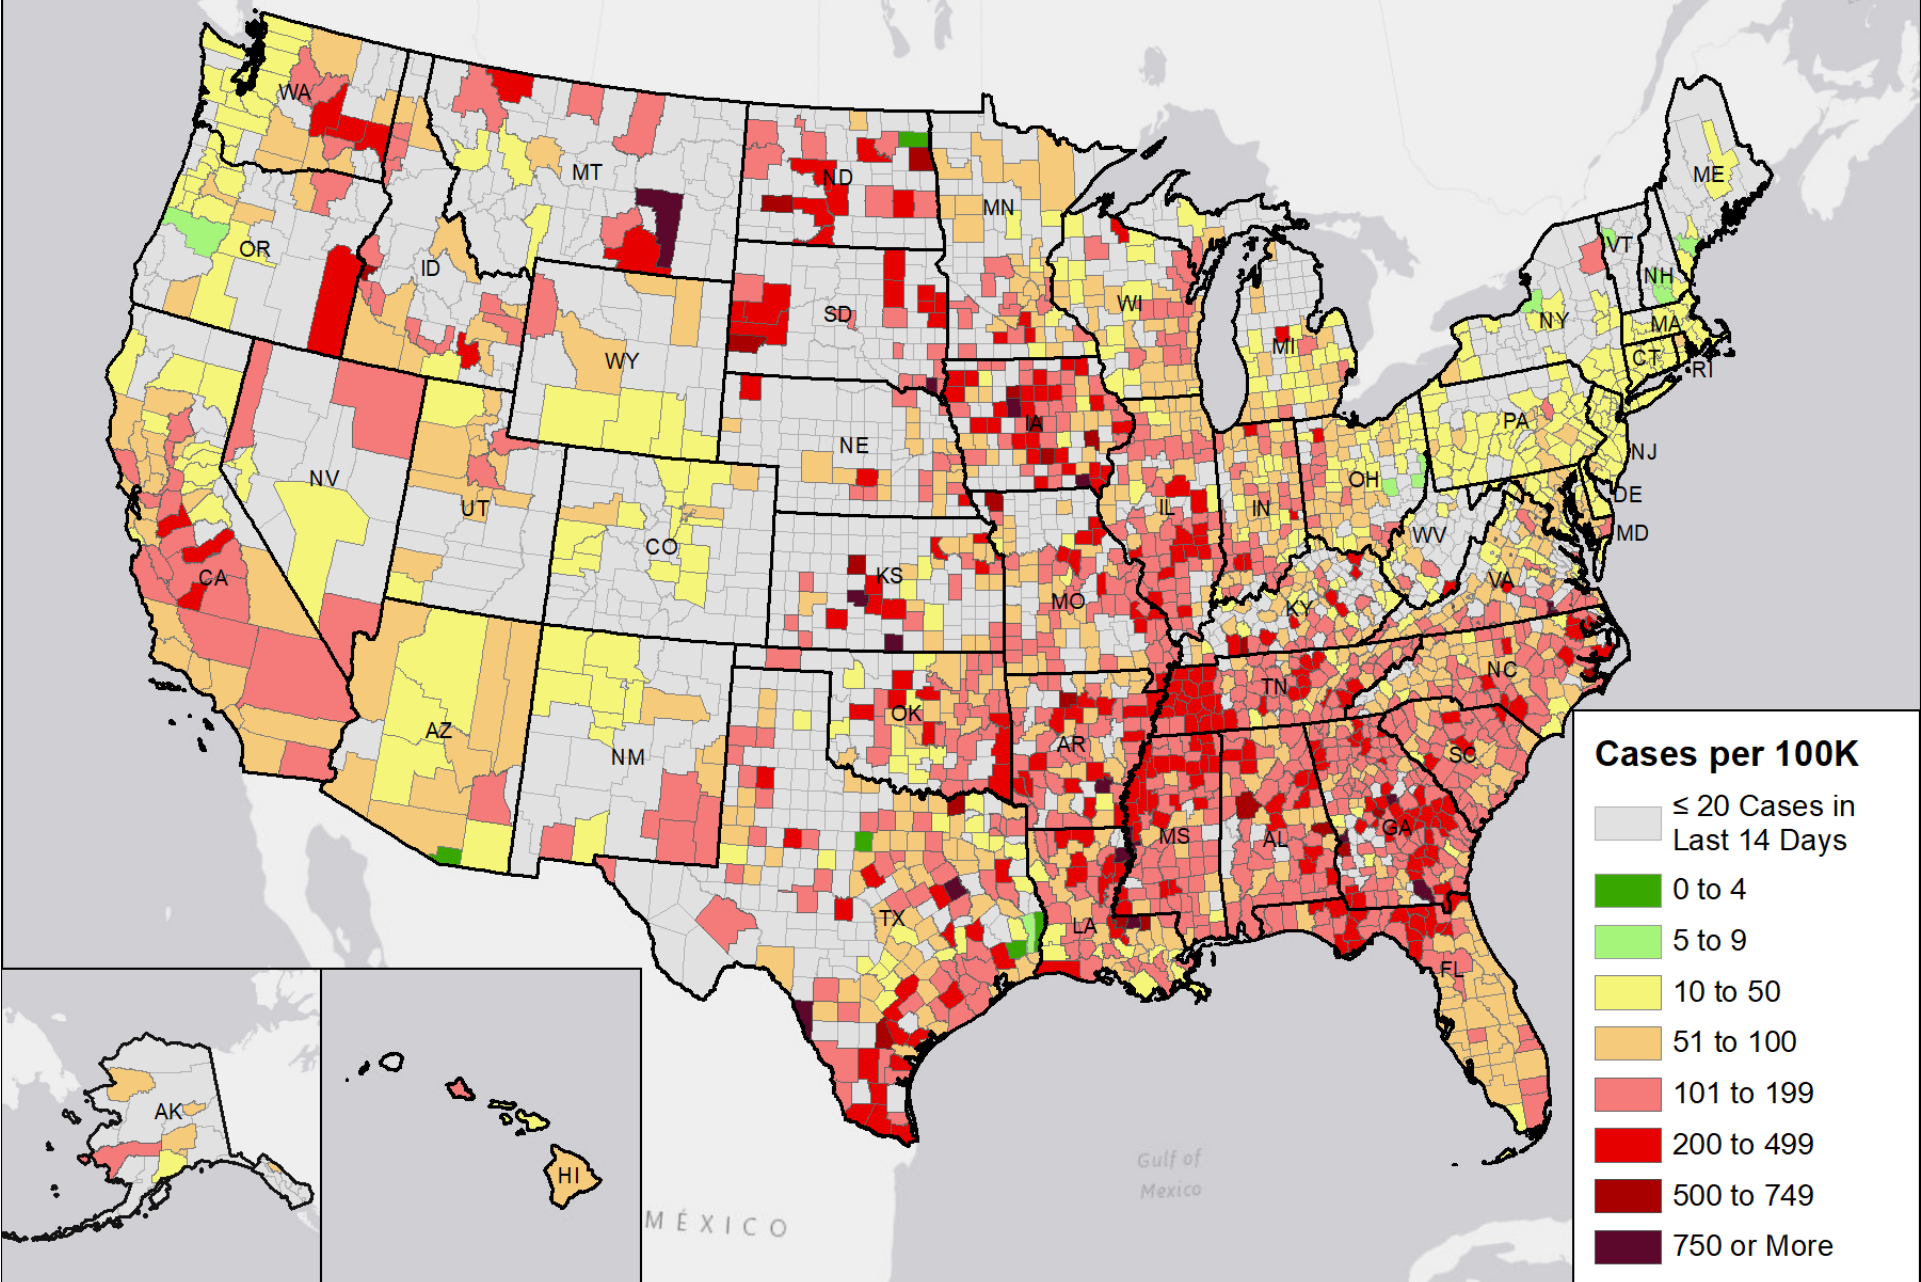 WA
MT
ND
MN
ME
OR
ID
VT
NH
SD
WI
NY
MA
MI
WY
CT
RI
IA
PA
NE
NJ
NV
OH
UT
IL
IN
DE
CO
WV
MD
KS
CA
MO
KY
VA
NC
TN
OK
AZ
AR
NM
SC
MS
AL
GA
TX
LA
FL
AK
HI
Gulf of
Mexico
MÉXICO
Cases per 100K
≤ 20 Cases in
Last 14 Days
0 to 4
5 to 9
10 to 50
51 to 100
101 to 199
200 to 499
500 to 749
750 or More